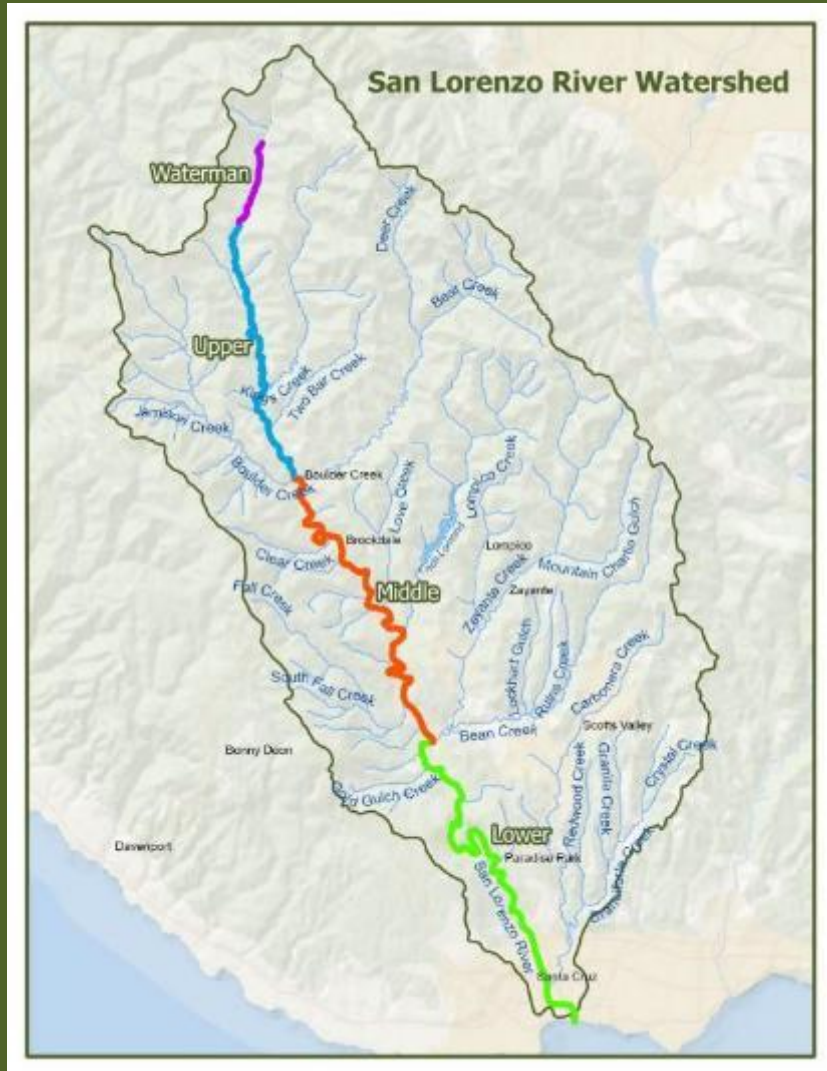 San Lorenzo River Watershed
Waterman
Deer Creek
Bear Creek
Upper
King's Creek
Two Bar Creek
Jamison Creek
Boulder Creek
Boulder Creek
Love Creek
Lompico Creek
Brookdale
Lompico
Clear Creek
Mountain Charlie Gulch
Zayante Creek
Zayante
Middle
Fall Creek
Lockhart Gulch
Ruins Creek
Carbonera Creek
South Fall Creek
Scotts Valley
Bean Creek
Bonny Doon
Redwood Creek
Granite Creek
Crystal Creek
Gold Gulch Creek
Lower
Davenport
Paradise Park
San Lorenzo River
Santa Cruz